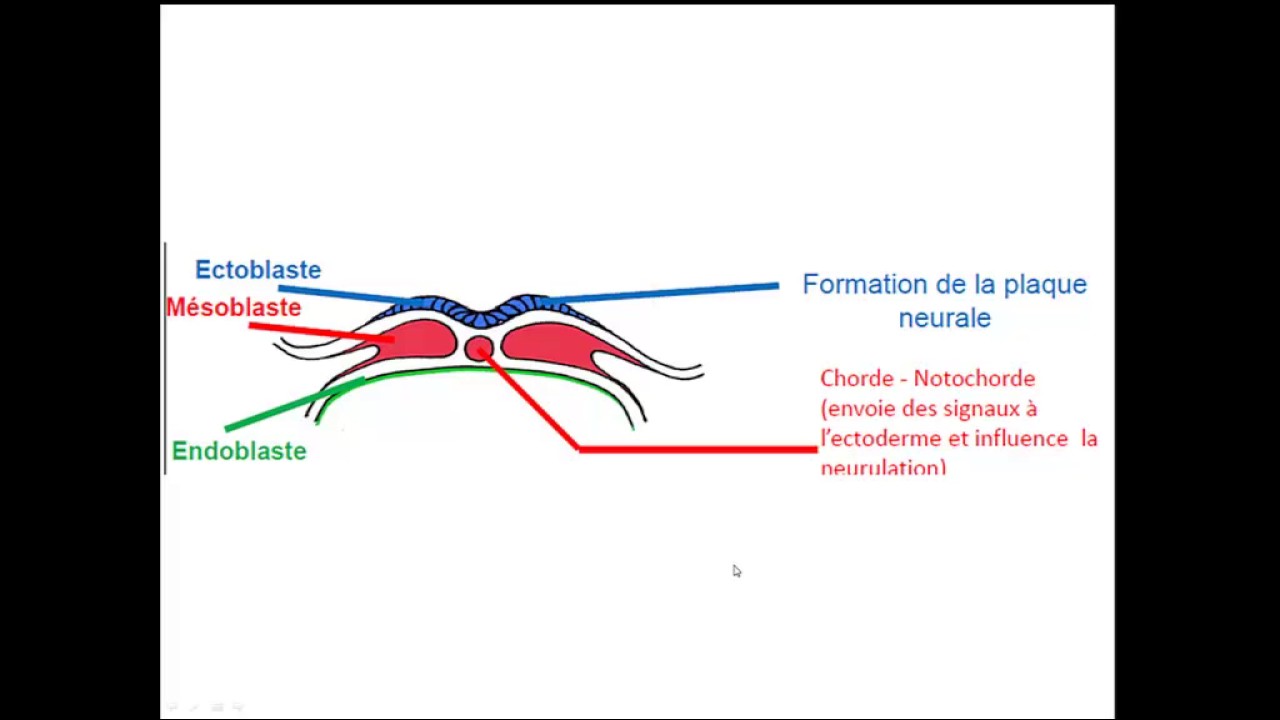 Ectoblaste
Mésoblaste
Endoblaste
Formation de la plaque
neurale
Chorde - Notochorde
(envoie des signaux à
l'ectoderme et influence la
neurulation)